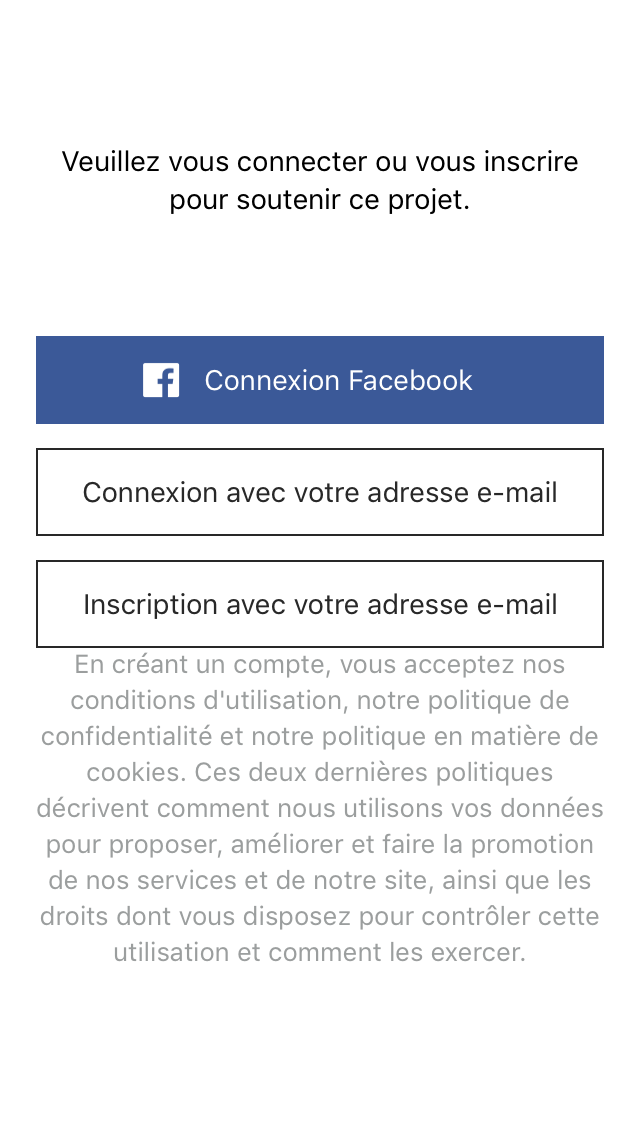 Veuillez vous connecter ou vous inscrire
pour soutenir ce projet.
Connexion Facebook
Connexion avec votre adresse e-mail
Inscription avec votre adresse e-mail
En créant un compte, vous acceptez nos
conditions d'utilisation, notre politique de
confidentialité et notre politique en matière de
cookies. Ces deux dernières politiques
décrivent comment nous utilisons vos données
pour proposer, améliorer et faire la promotion
de nos services et de notre site, ainsi que les
droits dont vous disposez pour contrôler cette
utilisation et comment les exercer.